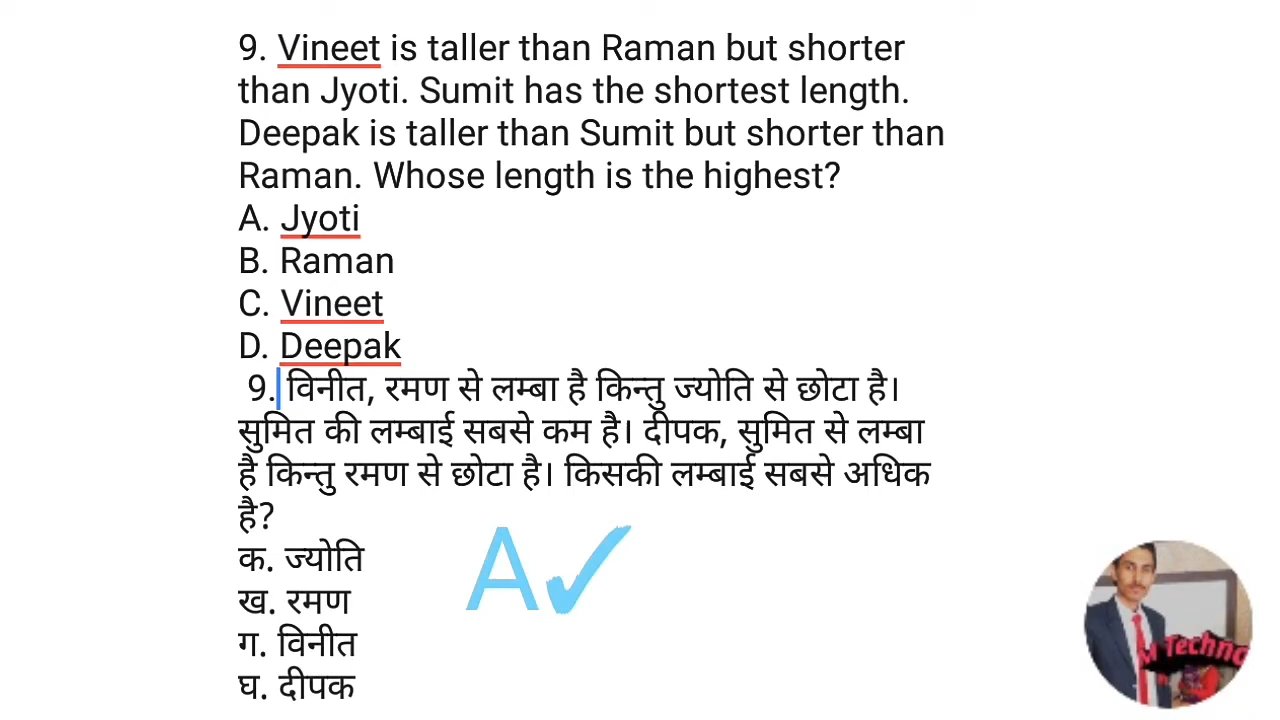 9. Vineet is taller than Raman but shorter
than Jyoti. Sumit has the shortest length.
Deepak is taller than Sumit but shorter than
Raman. Whose length is the highest?
A. Jyoti
B. Raman
C. Vineet
D. Deepak
9. विनीत, रमण से लम्बा है किन्तु ज्योति से छोटा है।
सुमित की लम्बाई सबसे कम है। दीपक, सुमित से लम्बा
है किन्तु रमण से छोटा है। किसकी लम्बाई सबसे अधिक
है?
क. ज्योति
ख. रमण
ग. विनीत
घ. दीपक
A✓
M Techno